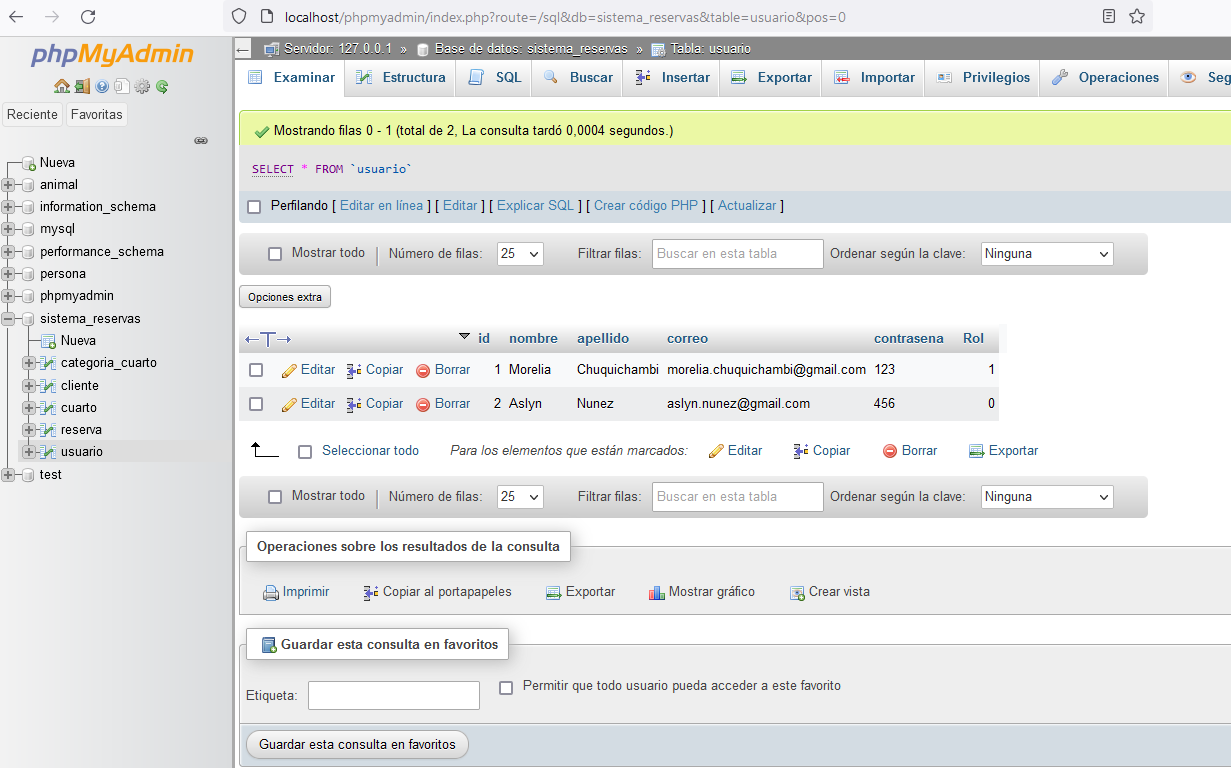 localhost/phpmyadmin/index.php?route=/sql&db=sistema_reservas&table=usuario&pos=0
phpMyAdmin
Reciente Favoritas
Nueva
animal
information_schema
mysql
performance_schema
persona
phpmyadmin
sistema_reservas
Nueva
categoria_cuarto
cliente
cuarto
reserva
usuario
test
Servidor: 127.0.0.1 » Base de datos: sistema_reservas » Tabla: usuario
Examinar Estructura SQL Buscar Insertar Exportar Importar Privilegios Operaciones Seg
Mostrando filas 0 - 1 (total de 2, La consulta tardó 0,0004 segundos.)
SELECT * FROM `usuario`
Perfilando [ Editar en línea ] [ Editar ] [ Explicar SQL ] [ Crear código PHP ] [ Actualizar ]
Mostrar todo | Número de filas: 25 Filtrar filas: Buscar en esta tabla Ordenar según la clave: Ninguna
Opciones extra
←T→ id nombre apellido correo contrasena Rol
Editar Copiar Borrar 1 Morelia Chuquichambi morelia.chuquichambi@gmail.com 123 1
Editar Copiar Borrar 2 Aslyn Nunez aslyn.nunez@gmail.com 456 0
Seleccionar todo Para los elementos que están marcados: Editar Copiar Borrar Exportar
Mostrar todo | Número de filas: 25 Filtrar filas: Buscar en esta tabla Ordenar según la clave: Ninguna
Operaciones sobre los resultados de la consulta
Imprimir Copiar al portapapeles Exportar Mostrar gráfico Crear vista
Guardar esta consulta en favoritos
Etiqueta: Permitir que todo usuario pueda acceder a este favorito
Guardar esta consulta en favoritos